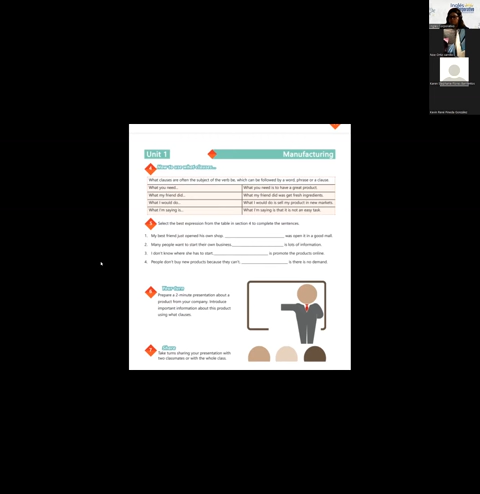 Unit 1
Manufacturing
4 How to use what clauses...
What clauses are often the subject of the verb be, which can be followed by a word, phrase or a clause.
What you need... What you need is to have a great product.
What my friend did... What my friend did was get fresh ingredients.
What I would do... What I would do is sell my product in new markets.
What I'm saying is... What I'm saying is that it is not an easy task.
5 Select the best expression from the table in section 4 to complete the sentences.
1. My best friend just opened his own shop. ____ was open it in a good mall.
2. Many people want to start their own business. ____ is lots of information.
3. I don't know where she has to start. ____ is promote the products online.
4. People don't buy new products because they can't. ____ is there is no demand.
6 Your turn
Prepare a 2 minute presentation about a
product from your company. Introduce
important information about this product
using what clauses.
7 Share
Take turns sharing your presentation with
two classmates or with the whole class.